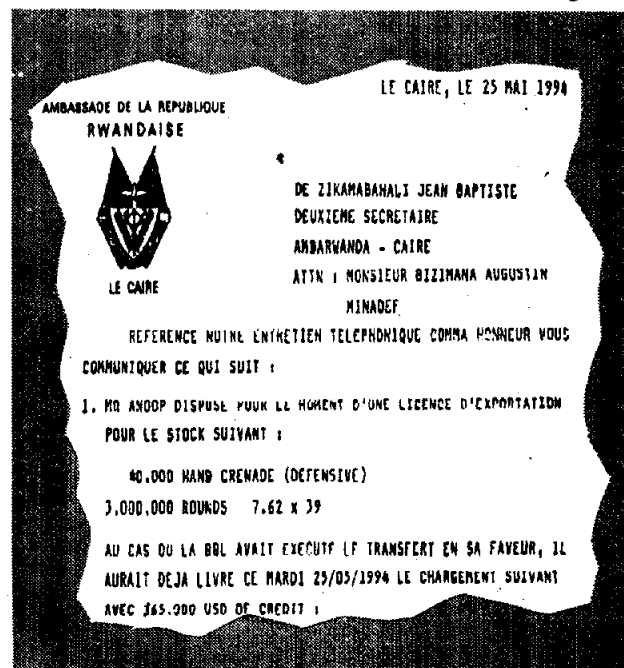 LE CAIRE, LE 25 MAI 1994
AMBASSADE DE LA REPUBLIQUE
RWANDAISE
LE CAIRE
DE ZIKAMABAHALI JEAN BAPTISTE
DEUXIEME SECRETAIRE
AMBARWANDA - CAIRE
ATTN : MONSIEUR BIZIMANA AUGUSTIN
MINADEF
REFERENCE NOTRE ENTRETIEN TELEPHONIQUE COMMA HONNEUR VOUS
COMMUNIQUER CE QUI SUIT :
1. MR ANOOP DISPOSE POUR LE MOMENT D'UNE LICENCE D'EXPORTATION
POUR LE STOCK SUIVANT :
40.000 HAND GRENADE (DEFENSIVE)
3.000.000 ROUNDS 7.62 x 39
AU CAS OU LA BBL AVAIT EXECUTE LE TRANSFERT EN SA FAVEUR, IL
AURAIT DEJA LIVRE CE MARDI 25/05/1994 LE CHARGEMENT SUIVANT
AVEC 365.000 USD OF CREDIT :